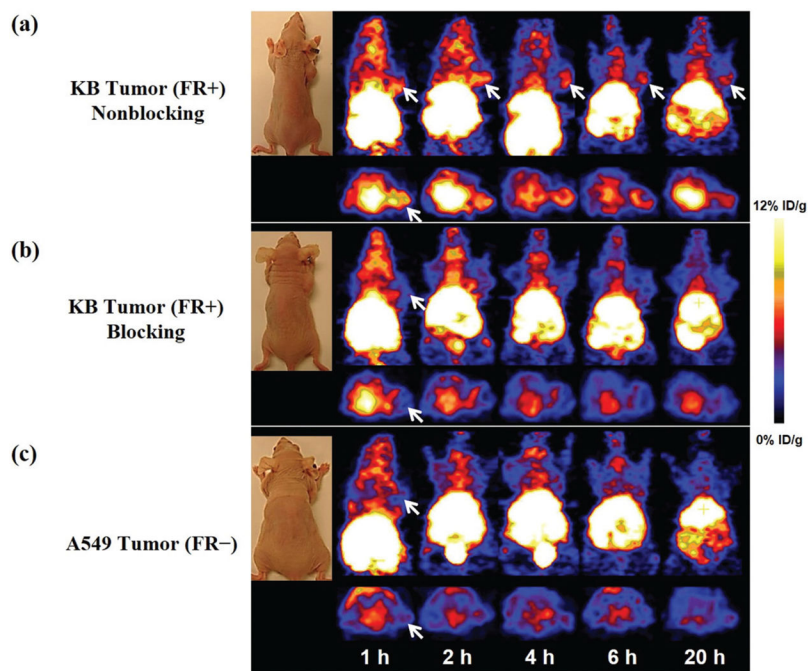 (a)
KB Tumor (FR+)
Nonblocking
12% ID/g
(b)
KB Tumor (FR+)
Blocking
0% ID/g
(c)
A549 Tumor (FR−)
1 h 2 h 4 h 6 h 20 h